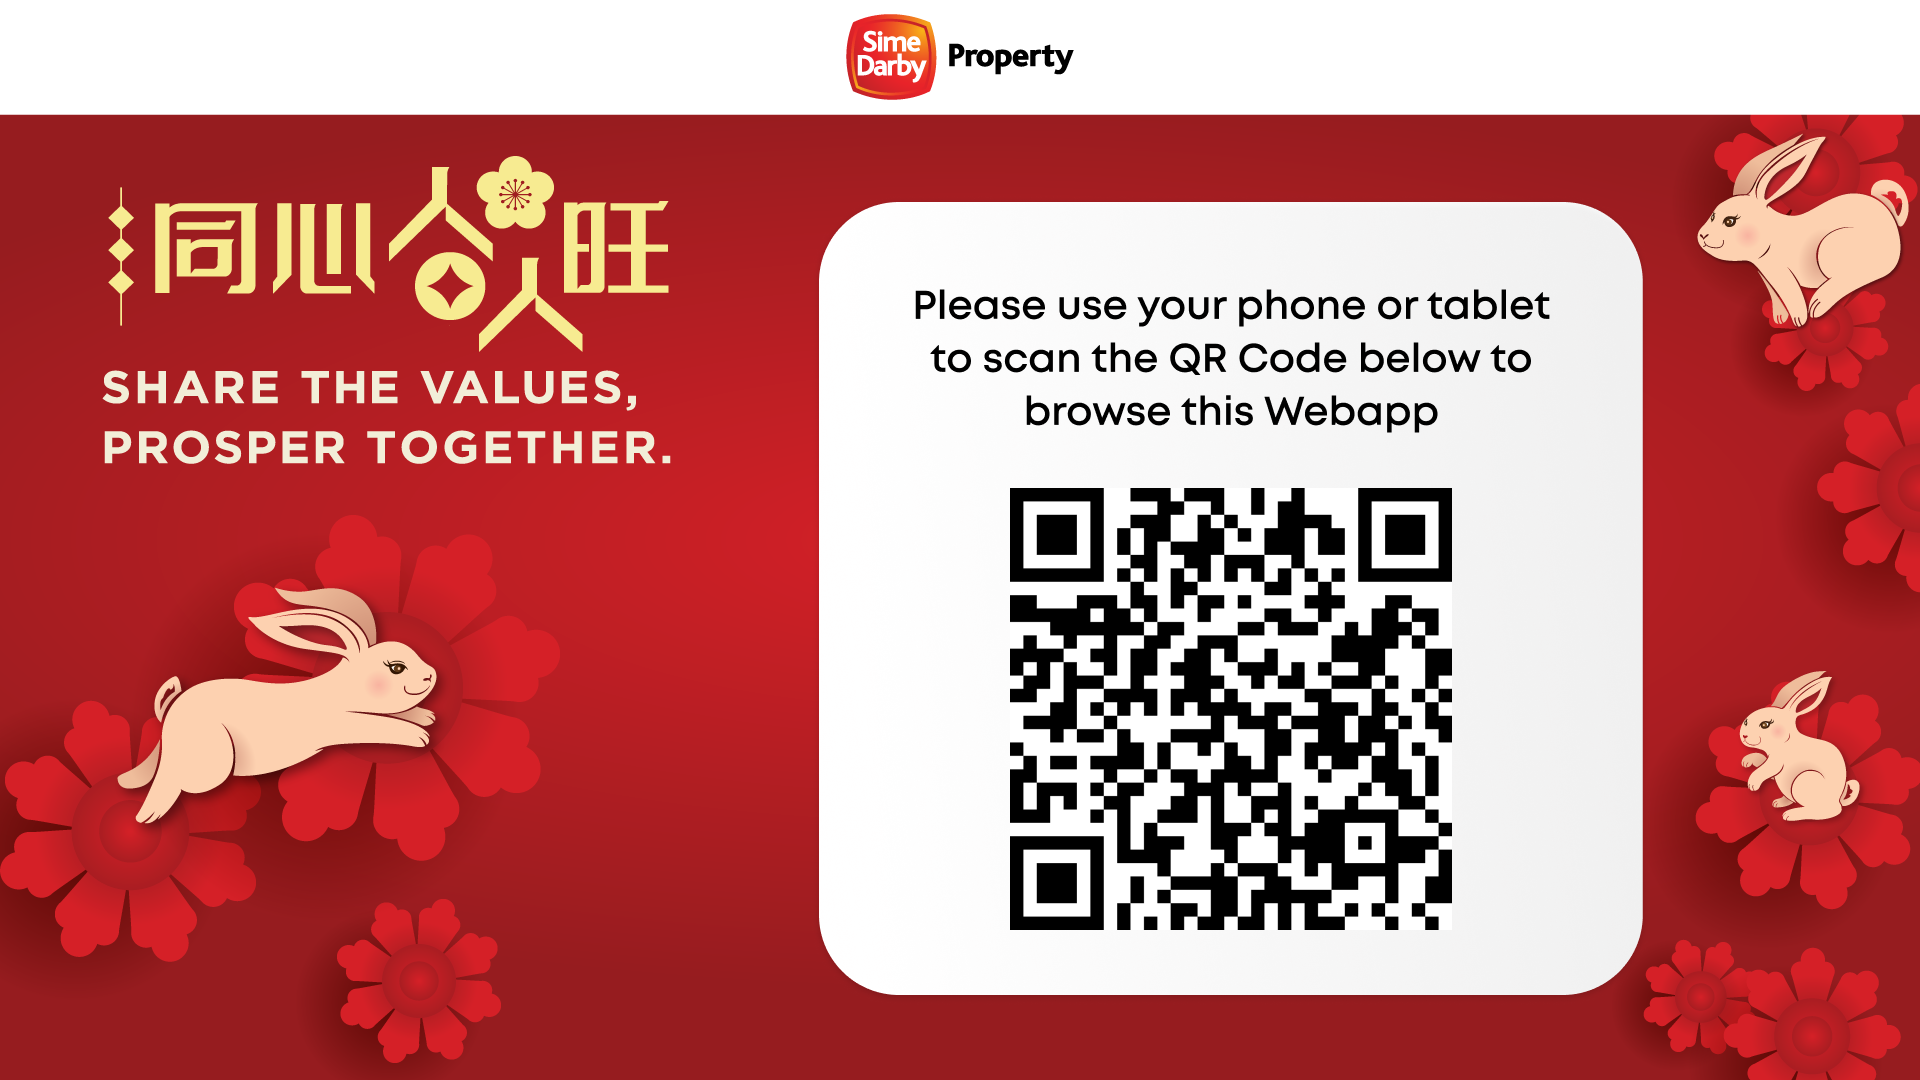 Sime
Darby
Property
同心人人旺
SHARE THE VALUES,
PROSPER TOGETHER.
Please use your phone or tablet
to scan the QR Code below to
browse this Webapp